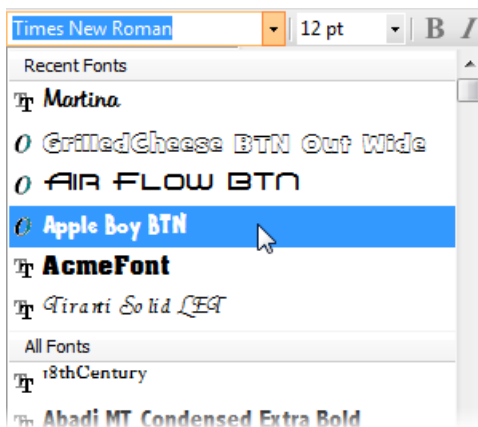 Times New Roman 12 pt B I
Recent Fonts
Martina
GrilledCheese BTN Out Wide
AIR FLOW BTN
Apple Boy BTN
AcmeFont
Tiranti Solid LET
All Fonts
18thCentury
Abadi MT Condensed Extra Bold